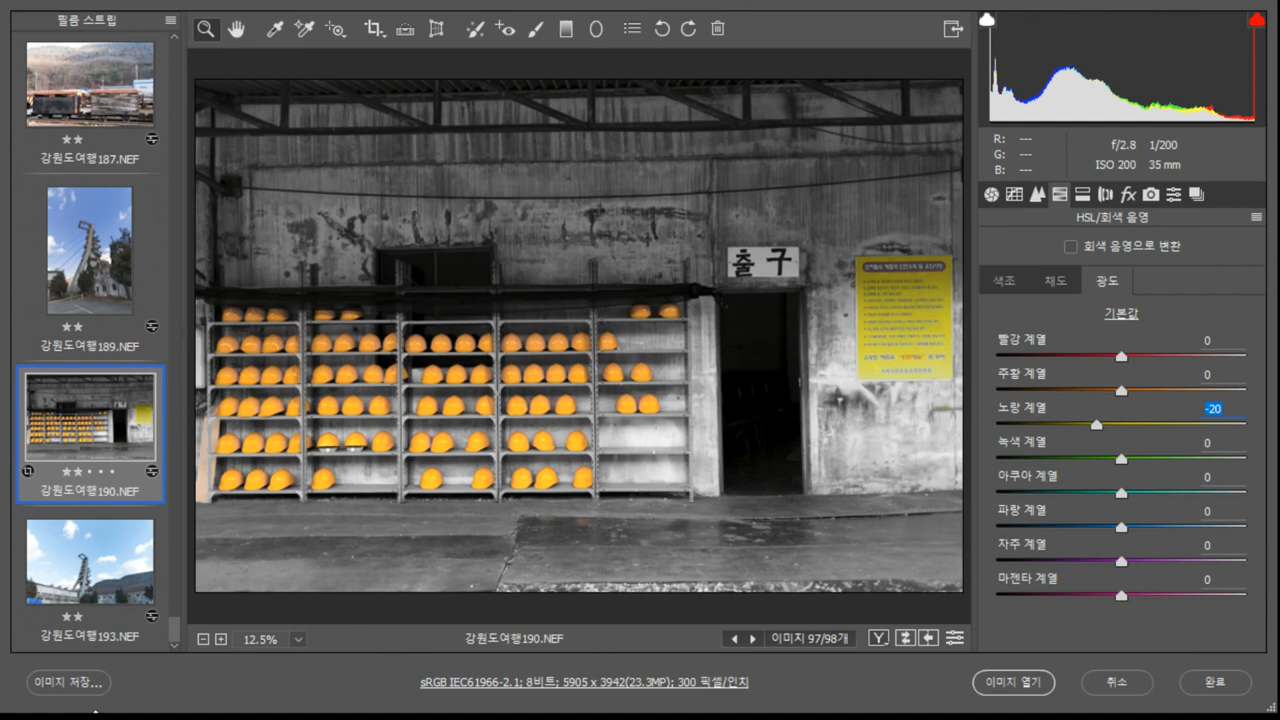 필름 스트립
강원도여행187.NEF
강원도여행189.NEF
강원도여행190.NEF
강원도여행193.NEF
출구
12.5%
강원도여행190.NEF
이미지 97/98개
Y
R: ---
G: ---
B: ---
f/2.8 1/200
ISO 200 35 mm
fx
HSL/회색 음영
회색 음영으로 변환
색조 채도 광도
기본값
빨강 계열 0
주황 계열 0
노랑 계열 -20
녹색 계열 0
아쿠아 계열 0
파랑 계열 0
자주 계열 0
마젠타 계열 0
이미지 저장...
sRGB IEC61966-2.1; 8비트; 5905 x 3942(23.3MP); 300 픽셀/인치
이미지 열기
취소
완료